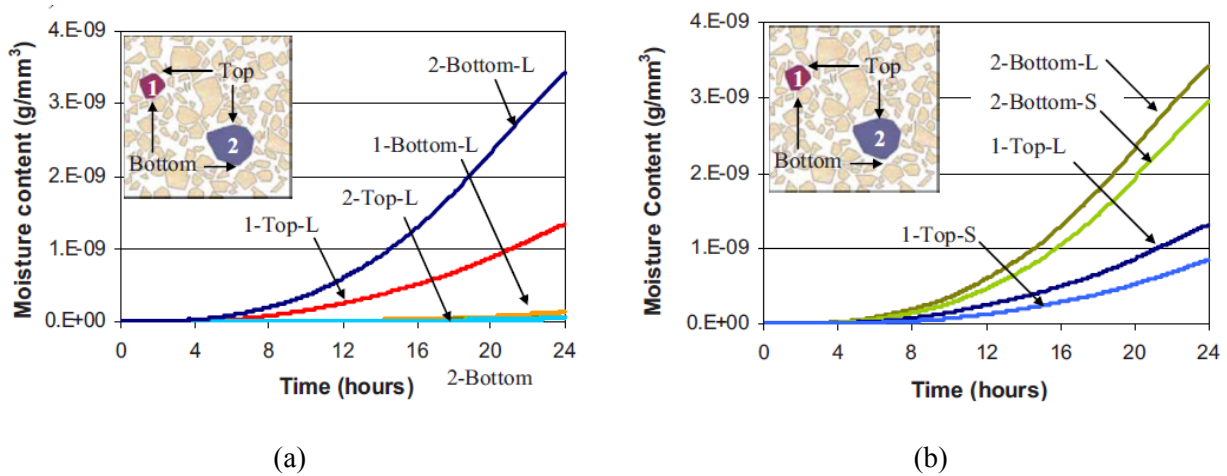 4.E-09
3.E-09
2.E-09
1.E-09
0.E+00
Moisture content (g/mm³)
1
Top
2
Bottom
2-Bottom-L
1-Bottom-L
2-Top-L
1-Top-L
0 4 8 12 16 20 24
2-Bottom
Time (hours)
(a)
4.E-09
3.E-09
2.E-09
1.E-09
0.E+00
Moisture Content (g/mm³)
1
Top
2
Bottom
2-Bottom-L
2-Bottom-S
1-Top-L
1-Top-S
0 4 8 12 16 20 24
Time (hours)
(b)